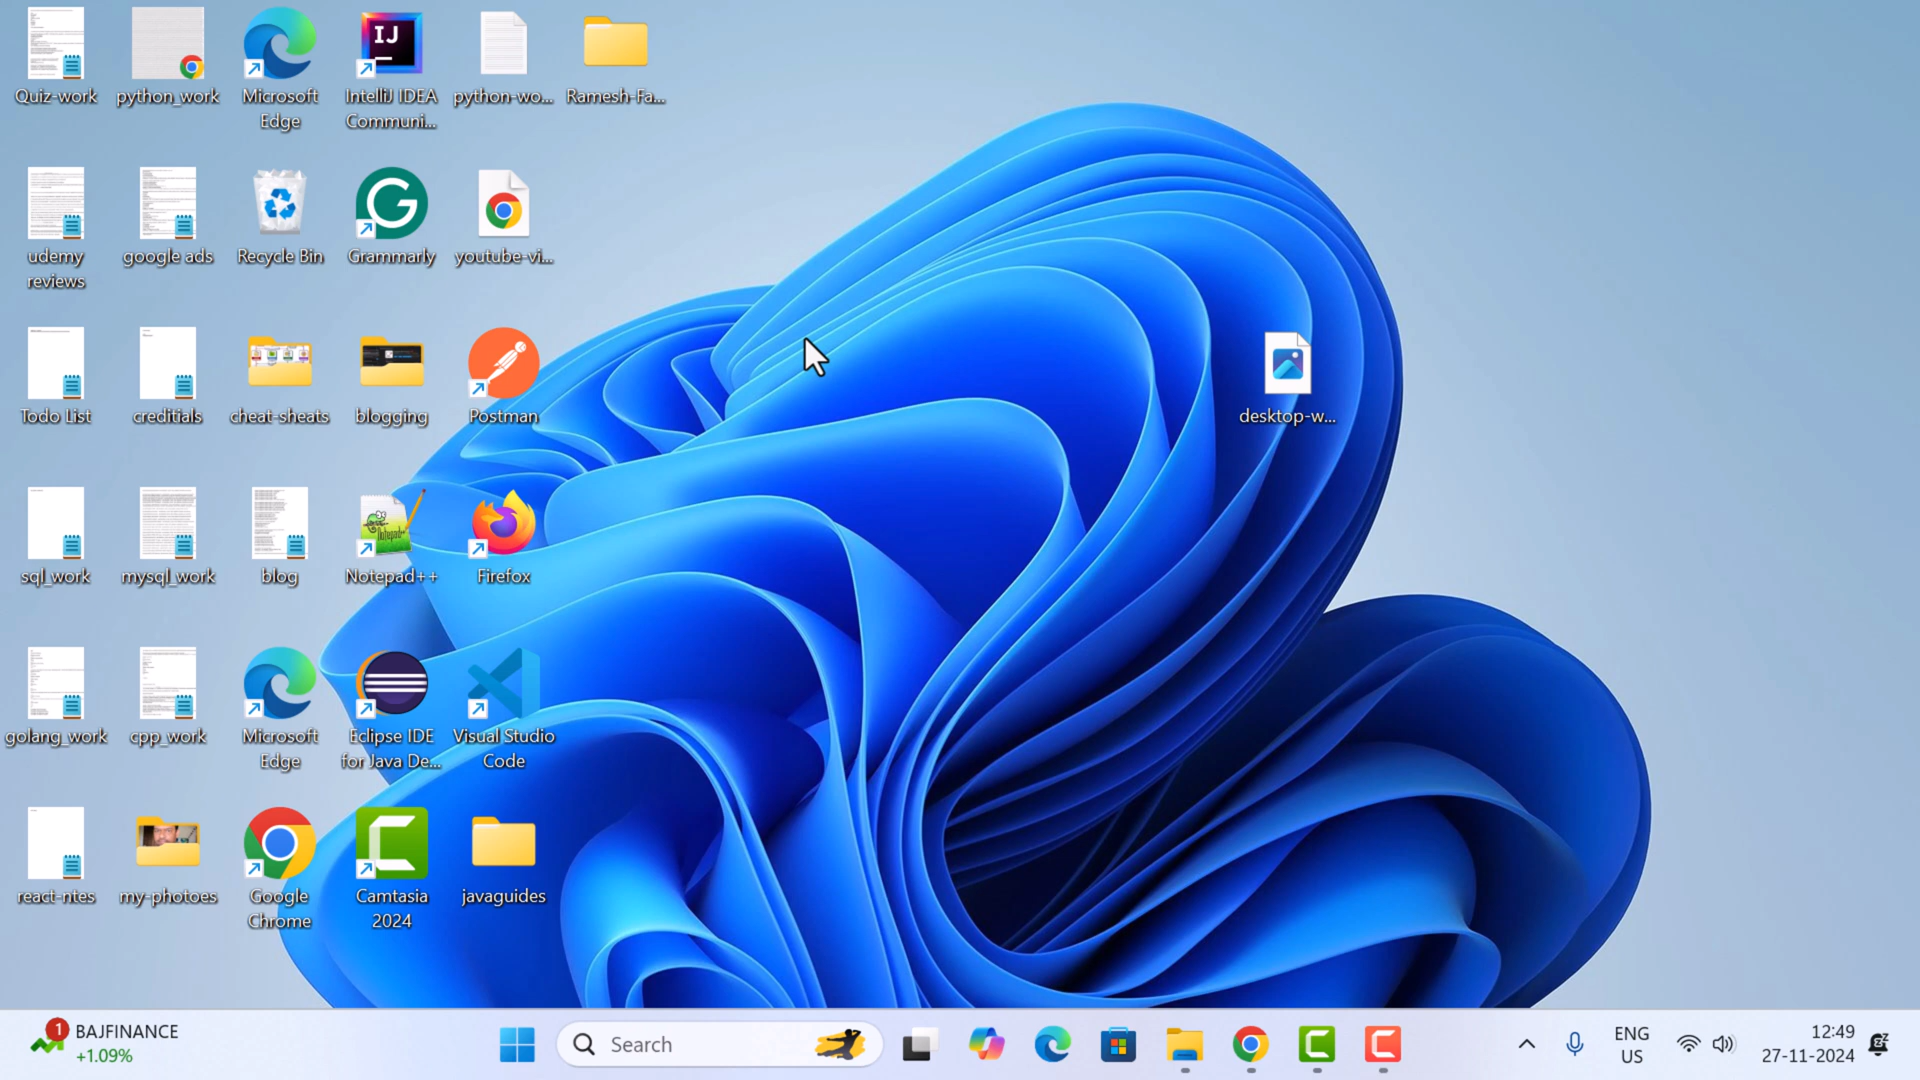 Quiz-work
python_work
Microsoft
Edge
IJ
IntelliJ IDEA
Communi...
python-wo...
Ramesh-Fa...
udemy
reviews
google ads
Recycle Bin
G
Grammarly
youtube-vi...
Todo List
creditials
cheat-sheats
blogging
Postman
desktop-w...
sql_work
mysql_work
blog
Notepad++
Firefox
golang_work
cpp_work
Microsoft
Edge
Eclipse IDE
for Java De...
Visual Studio
Code
react-ntes
my-photoes
Google
Chrome
Camtasia
2024
javaguides
1
BAJFINANCE
+1.09%
Search
ENG
US
12:49
27-11-2024